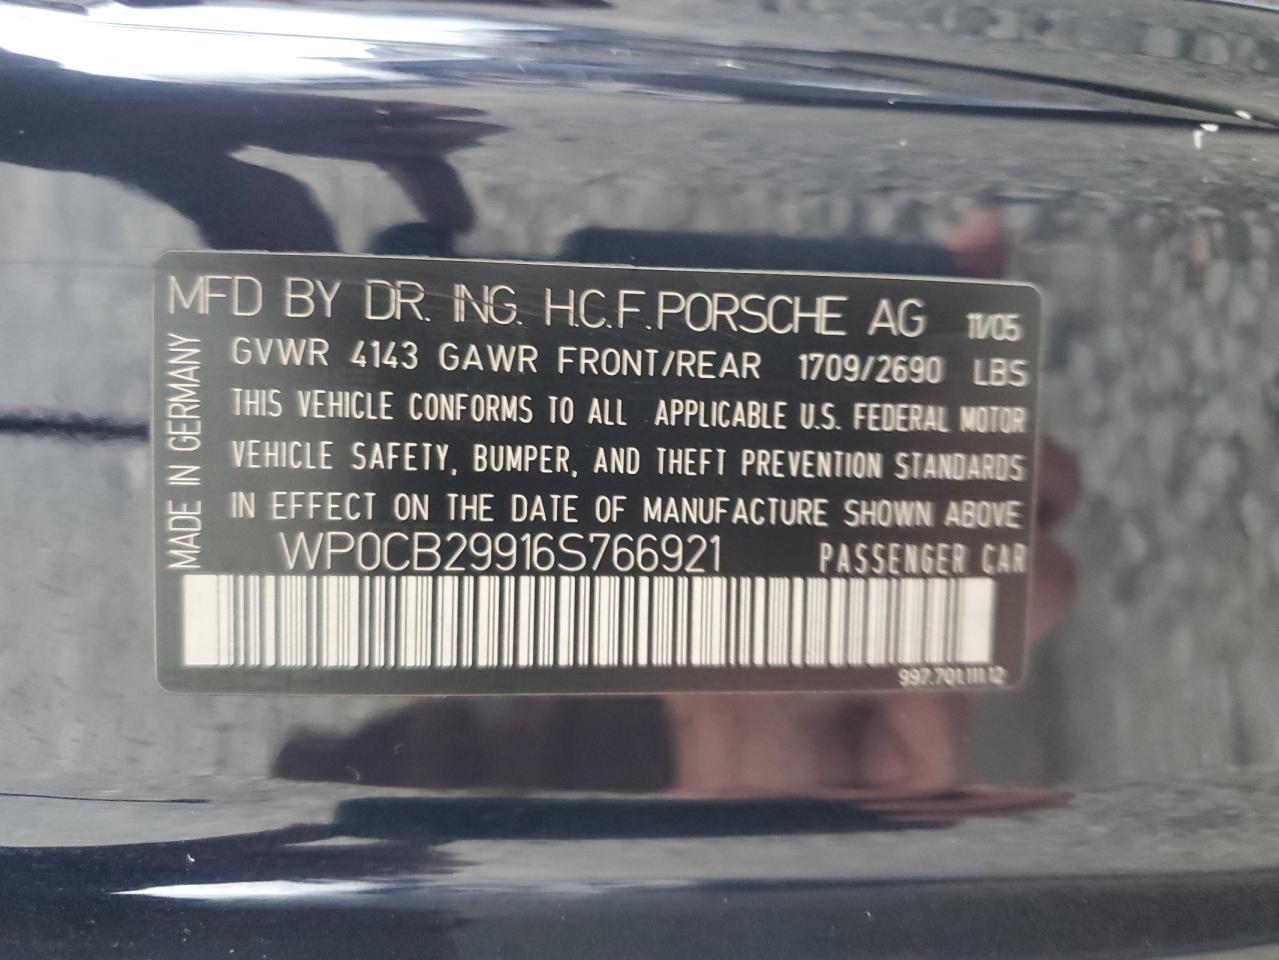 MFD BY DR. ING. H.C.F. PORSCHE AG 11/05
GVWR 4143 GAWR FRONT/REAR 1709/2690 LBS
THIS VEHICLE CONFORMS TO ALL APPLICABLE U.S. FEDERAL MOTOR
VEHICLE SAFETY, BUMPER, AND THEFT PREVENTION STANDARDS
IN EFFECT ON THE DATE OF MANUFACTURE SHOWN ABOVE
WP0CB29916S766921 PASSENGER CAR
997.701.111.12
MADE IN GERMANY